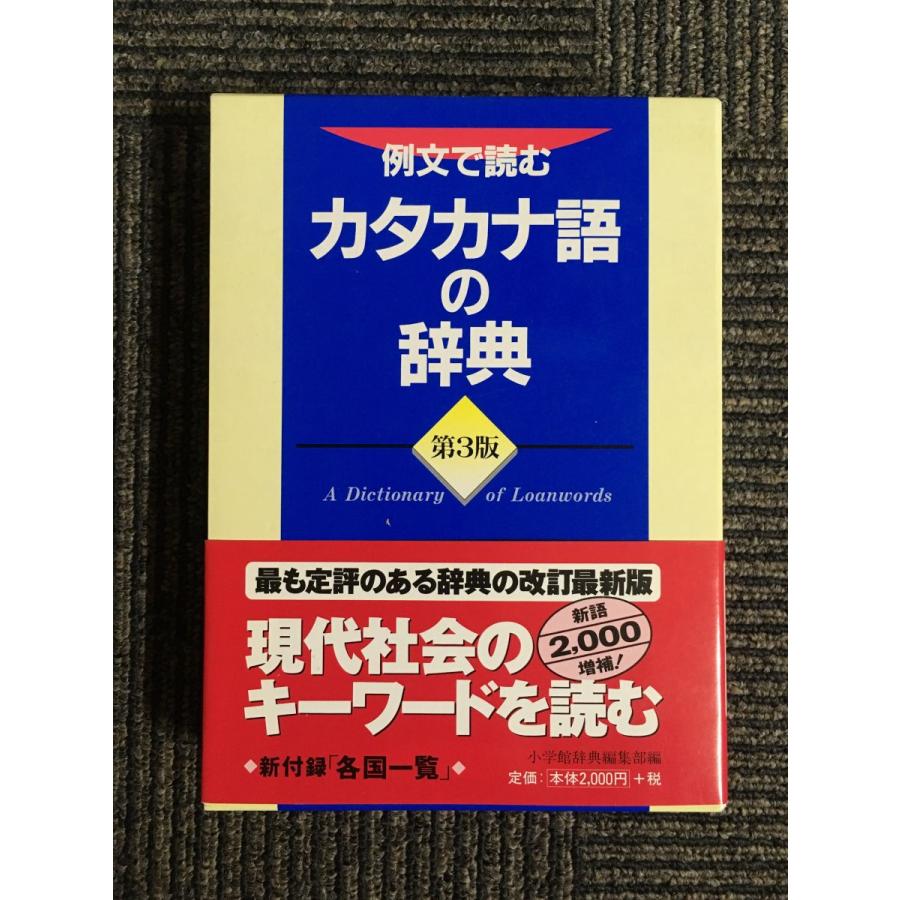 例文で読む
カタカナ語
の
辞典
第3版
A Dictionary of Loanwords
最も定評のある辞典の改訂最新版
新語
2,000
増補!
現代社会の
キーワードを読む
◆新付録「各国一覧」◆
小学館辞典編集部編
定価:本体2,000円+税